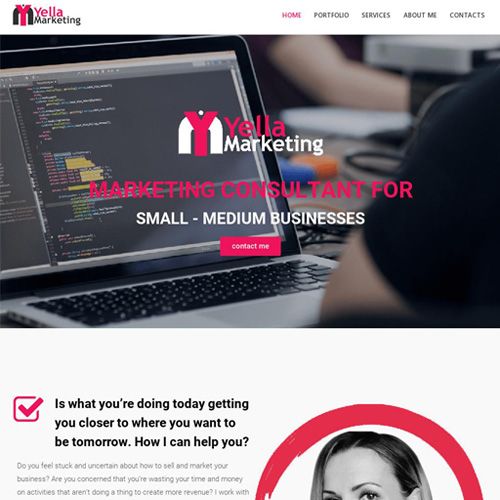 Yella
Marketing
HOME PORTFOLIO SERVICES ABOUT ME CONTACTS
Yella
Marketing
MARKETING CONSULTANT FOR
SMALL - MEDIUM BUSINESSES
contact me
Is what you’re doing today getting
you closer to where you want to
be tomorrow. How I can help you?
Do you feel stuck and uncertain about how to sell and market your
business? Are you concerned that you're wasting your time and money
on activities that aren't doing a thing to create more revenue? I work with